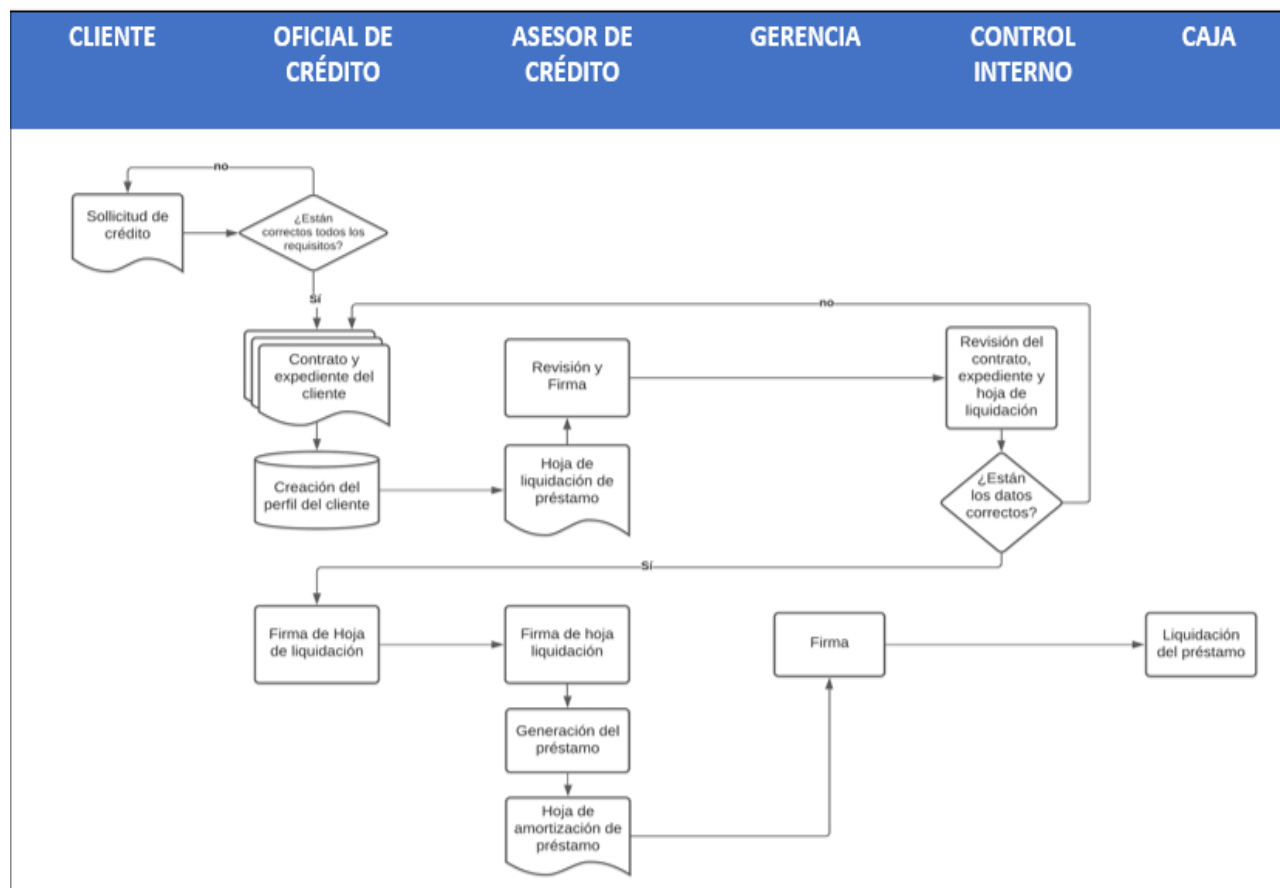 CLIENTE
OFICIAL DE
CRÉDITO
ASESOR DE
CRÉDITO
GERENCIA
CONTROL
INTERNO
CAJA
no
Sollicitud de
crédito
¿Están
correctos todos los
requisitos?
Sí
no
Contrato y
expediente del
cliente
Revisión y
Firma
Revisión del
contrato,
expediente y
hoja de
liquidación
Creación del
perfil del cliente
Hoja de
liquidación de
préstamo
¿Están
los datos
correctos?
Sí
Firma de Hoja
de liquidación
Firma de hoja
liquidación
Firma
Liquidación
del préstamo
Generación del
préstamo
Hoja de
amortización de
préstamo